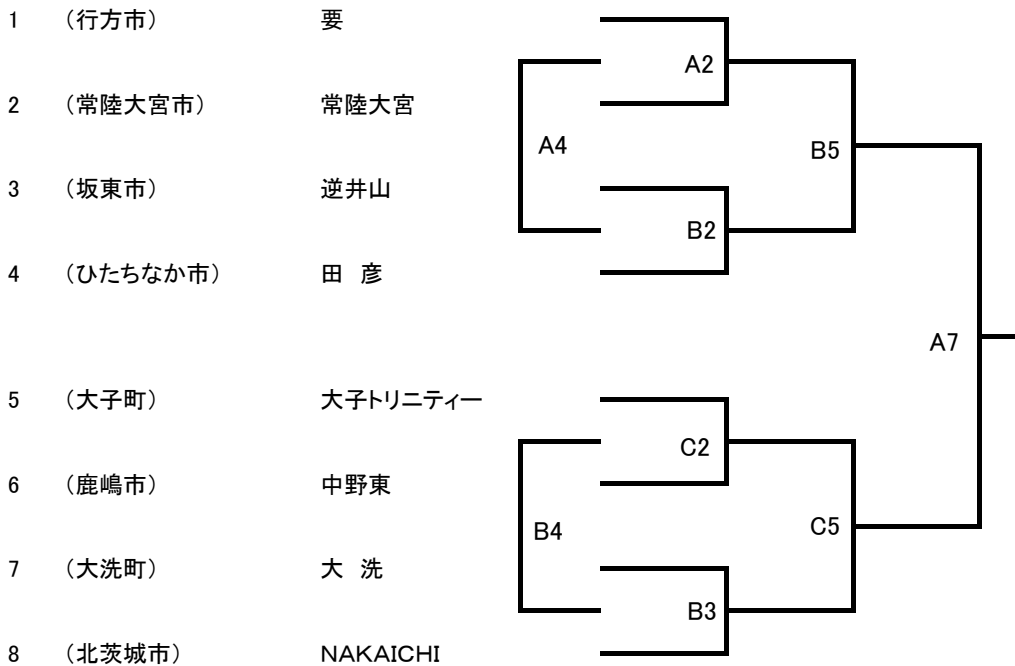 1 （行方市） 要
A2
2 （常陸大宮市） 常陸大宮
A4 B5
3 （坂東市） 逆井山
B2
4 （ひたちなか市） 田 彦
A7
5 （大子町） 大子トリニティー
C2
6 （鹿嶋市） 中野東
B4 C5
7 （大洗町） 大 洗
B3
8 （北茨城市） NAKAICHI